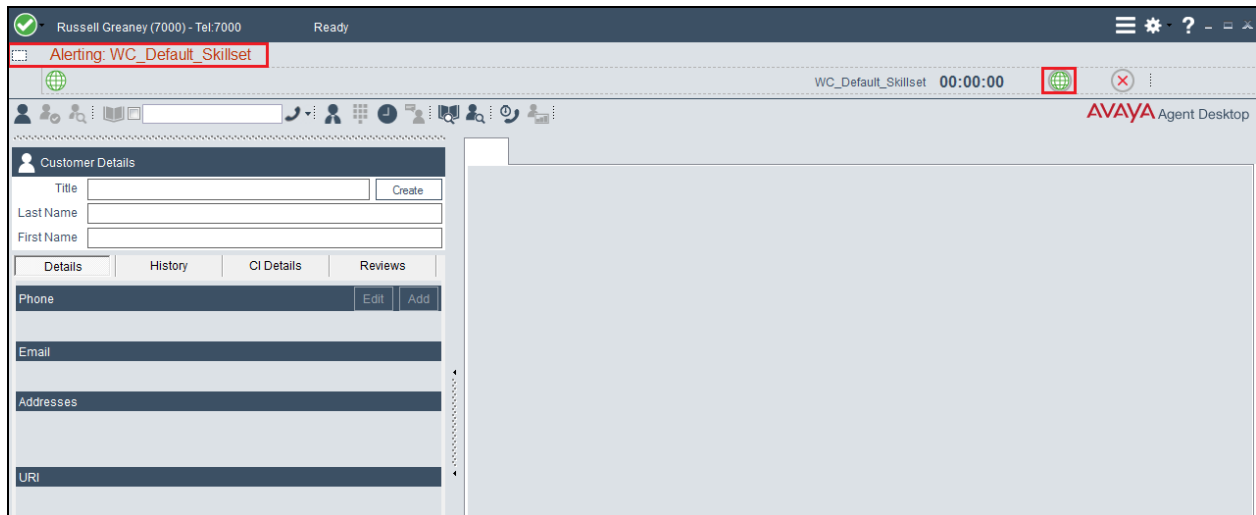 Russell Greaney (7000) - Tel:7000 Ready ?
Alerting: WC_Default_Skillset
WC_Default_Skillset 00:00:00
AVAYA Agent Desktop
Customer Details
Title Create
Last Name
First Name
Details History CI Details Reviews
Phone Edit Add
Email
Addresses
URI